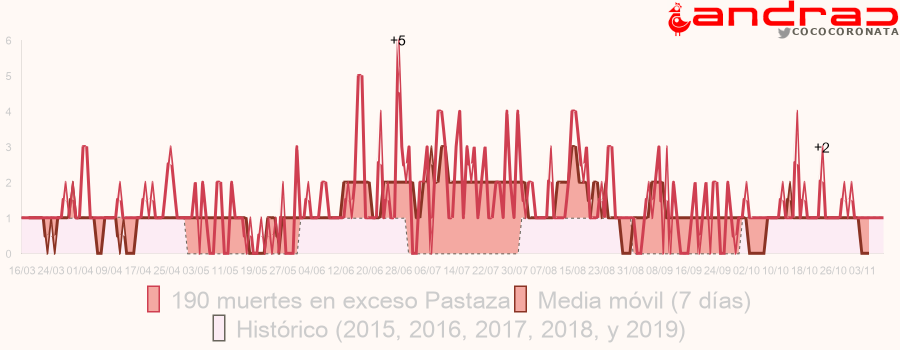 andrab
COCOCORONATA
+5
+2
6
5
4
3
2
1
0
16/03 24/03 01/04 09/04 17/04 25/04 03/05 11/05 19/05 27/05 04/06 12/06 20/06 28/06 06/07 14/07 22/07 30/07 07/08 15/08 23/08 31/08 08/09 16/09 24/09 02/10 10/10 18/10 26/10 03/11
190 muertes en exceso Pastaza Media móvil (7 días)
Histórico (2015, 2016, 2017, 2018, y 2019)